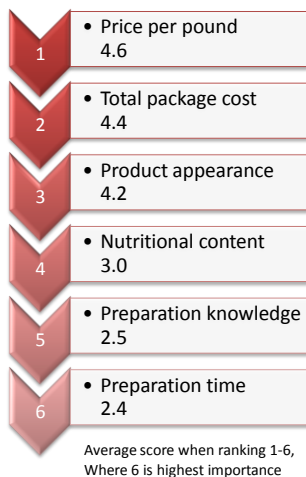 1
• Price per pound
4.6
2
• Total package cost
4.4
3
• Product appearance
4.2
4
• Nutritional content
3.0
5
• Preparation knowledge
2.5
6
• Preparation time
2.4
Average score when ranking 1-6,
Where 6 is highest importance